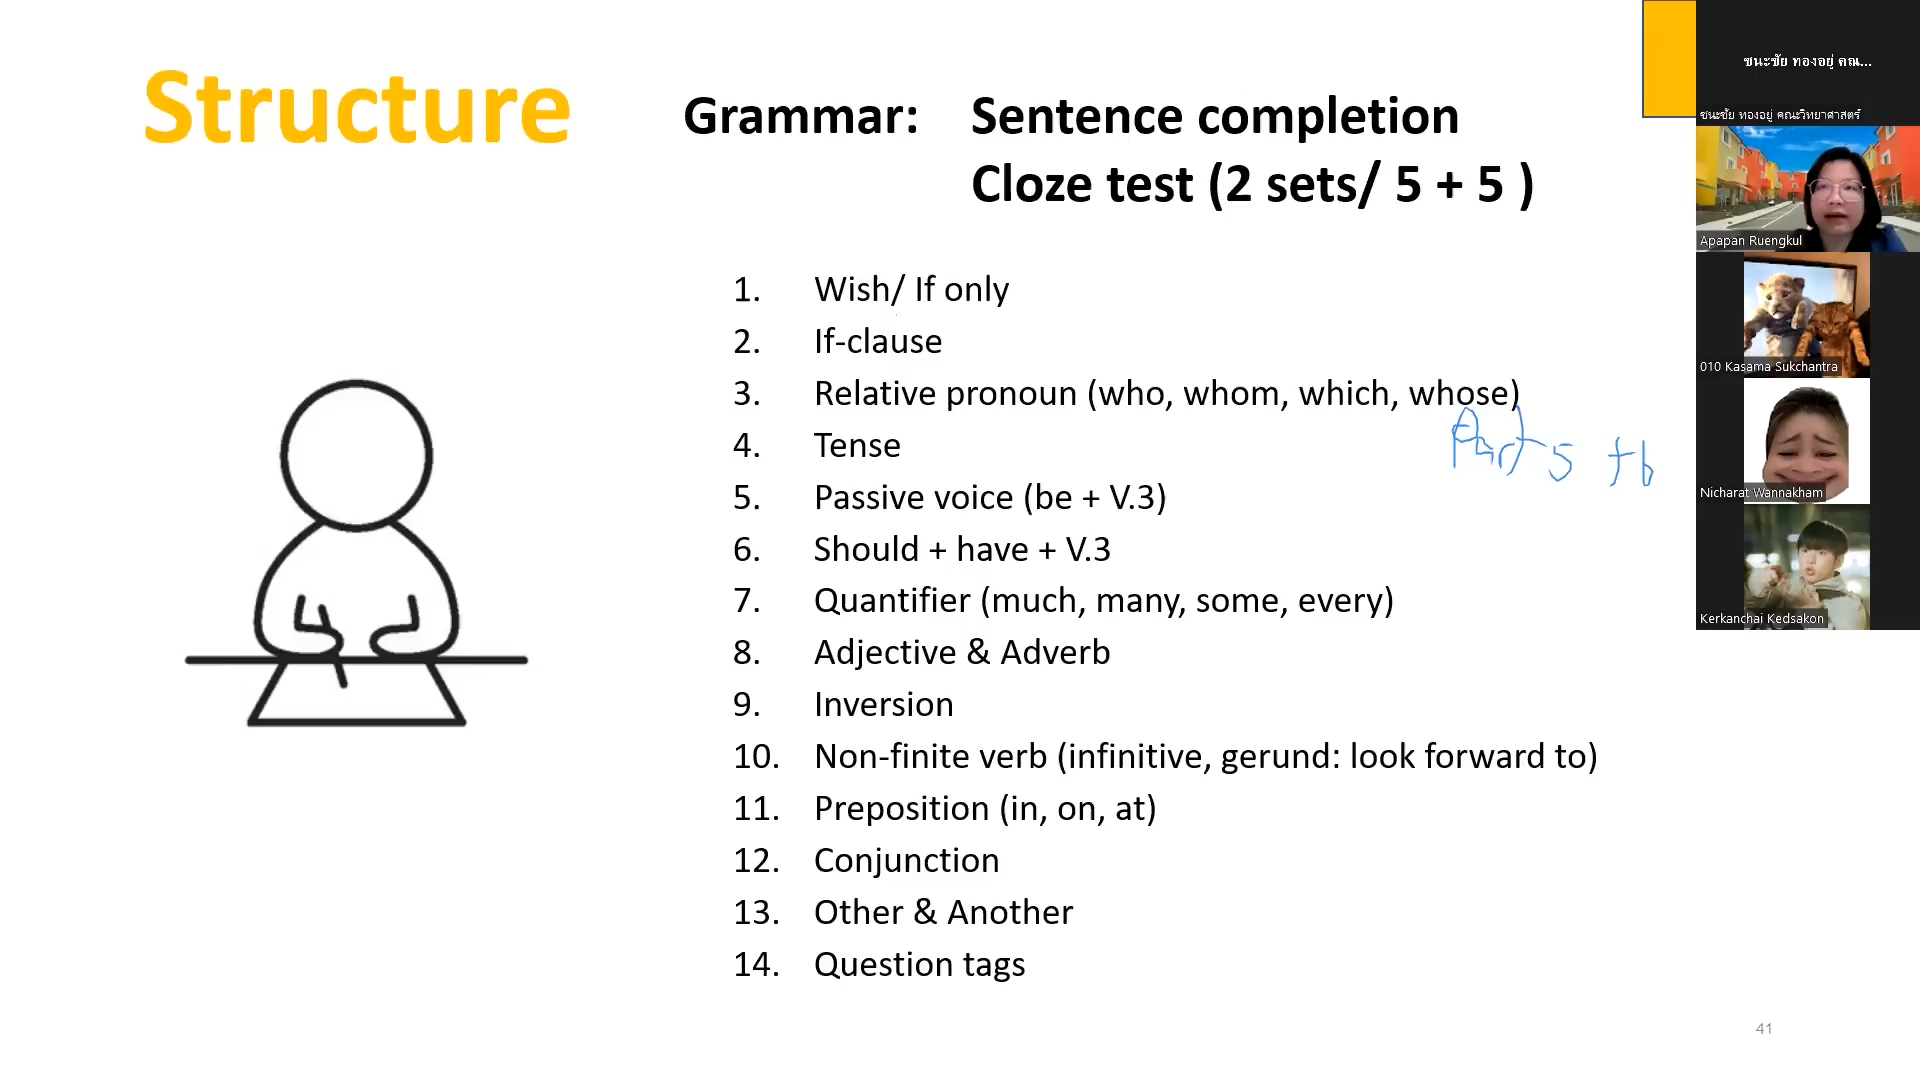 Structure
Grammar: Sentence completion
Cloze test (2 sets/ 5 + 5 )
1. Wish/ If only
2. If-clause
3. Relative pronoun (who, whom, which, whose)
4. Tense
5. Passive voice (be + V.3)
6. Should + have + V.3
7. Quantifier (much, many, some, every)
8. Adjective & Adverb
9. Inversion
10. Non-finite verb (infinitive, gerund: look forward to)
11. Preposition (in, on, at)
12. Conjunction
13. Other & Another
14. Question tags
Part 5 + 6
41
ชนะชัย ทองอยู่ คณ...
ชนะชัย ทองอยู่ คณะวิทยาศาสตร์
Apapan Ruengkul
010 Kasama Sukchantra
Nicharat Wannakham
Kerkanchai Kedsakon